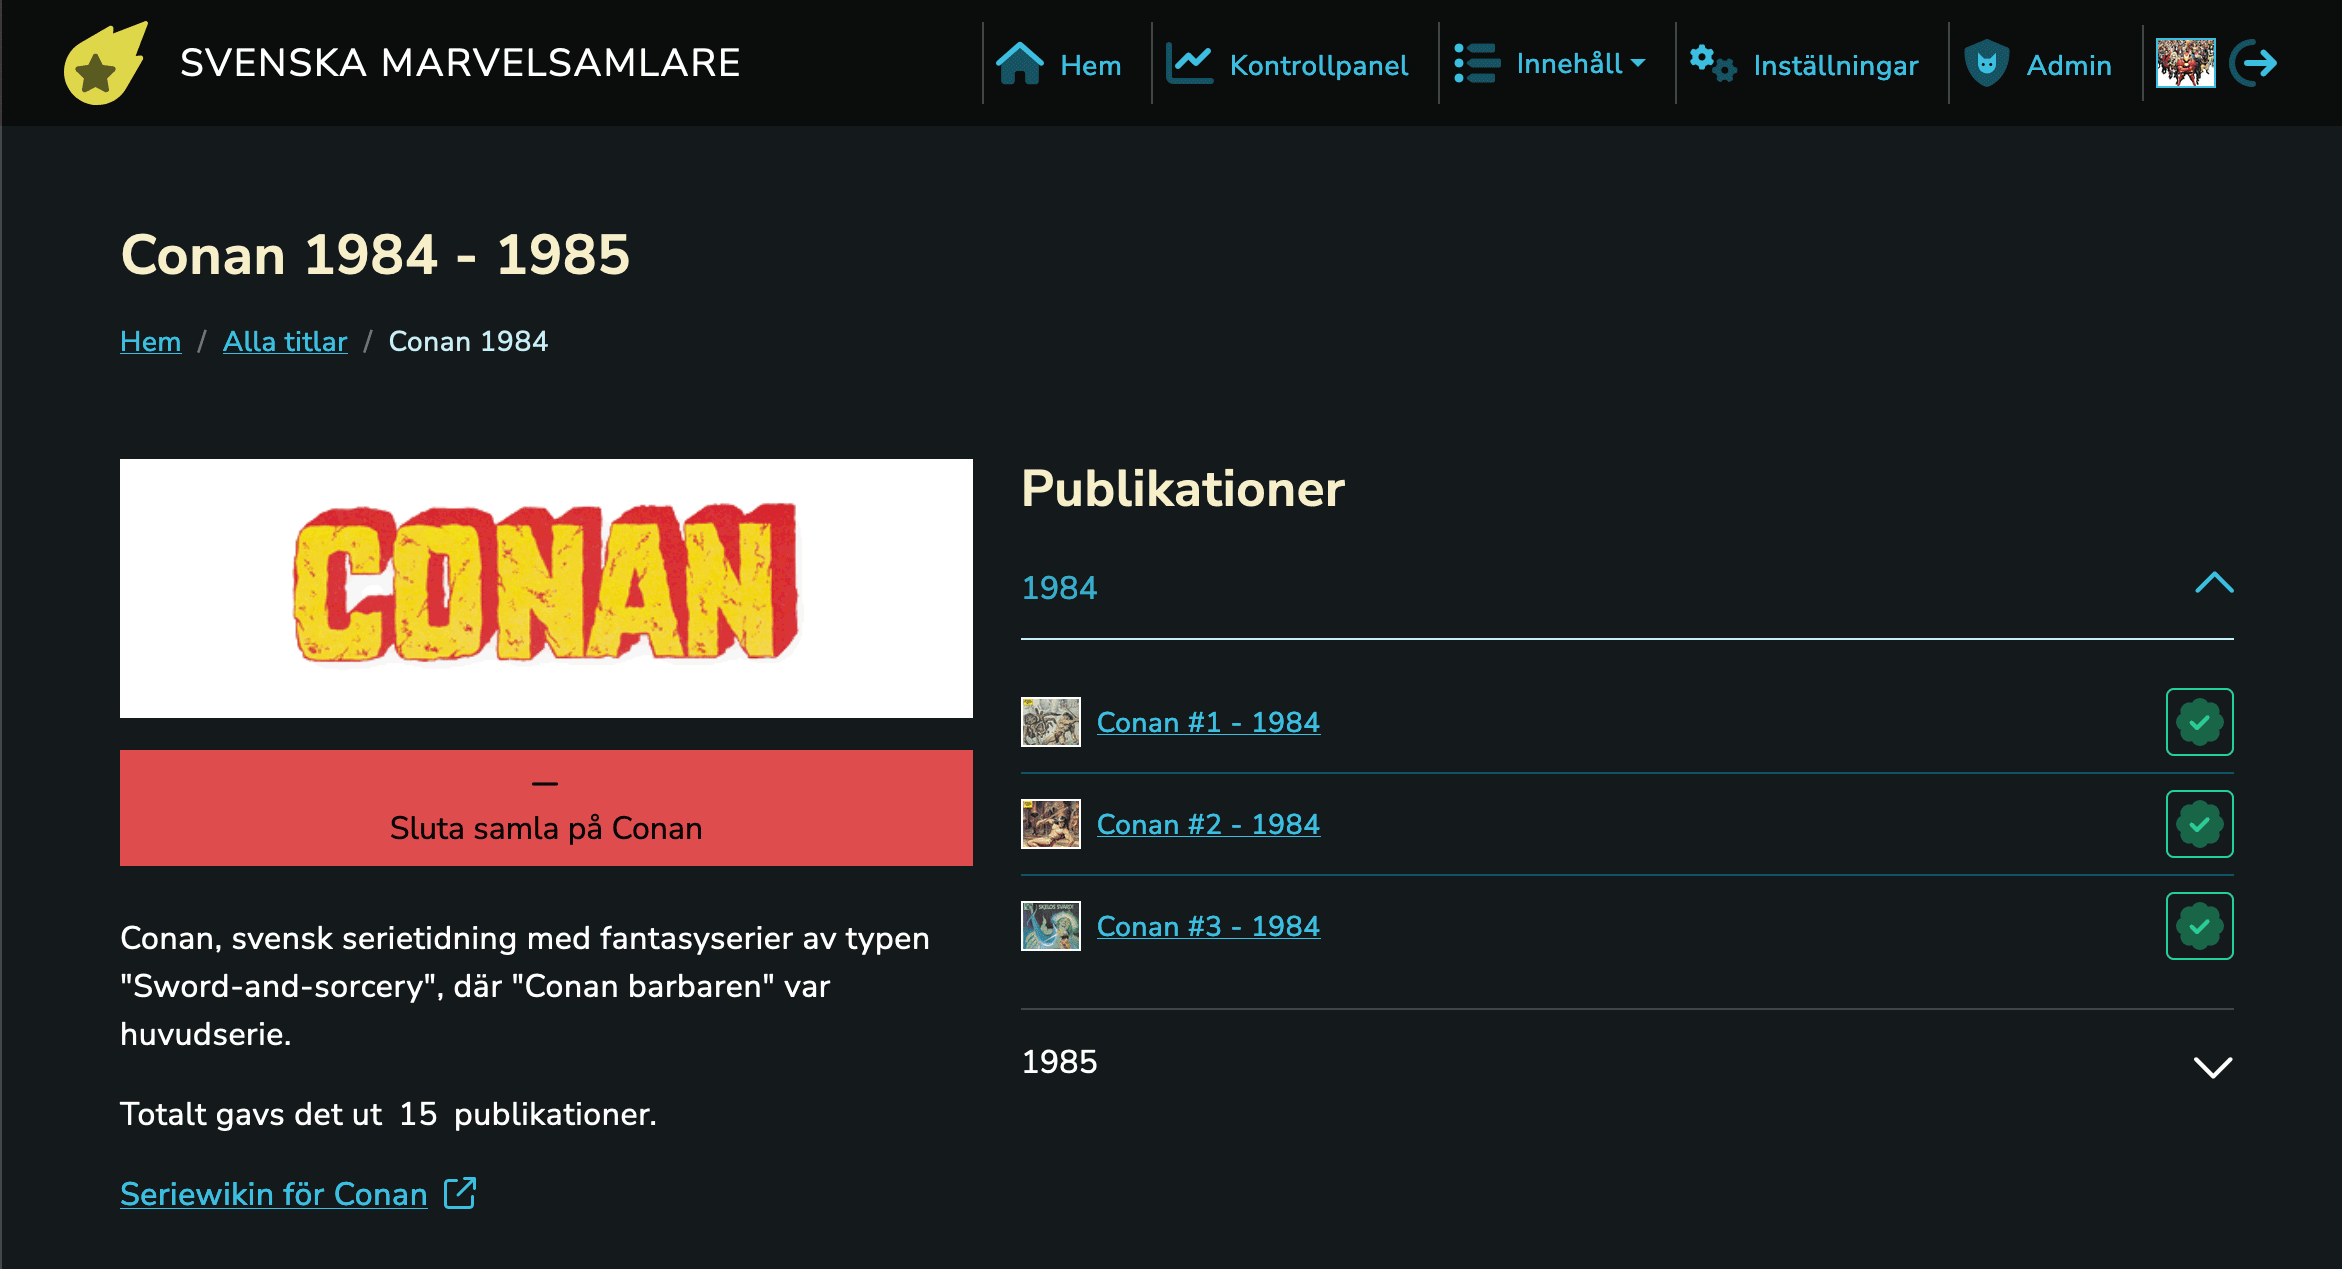 SVENSKA MARVELSAMLARE
Hem
Kontrollpanel
Innehåll
Inställningar
Admin
Conan 1984 - 1985
Hem / Alla titlar / Conan 1984
CONAN
Sluta samla på Conan
Conan, svensk serietidning med fantasyserier av typen
"Sword-and-sorcery", där "Conan barbaren" var
huvudserie.
Totalt gavs det ut 15 publikationer.
Seriewikin för Conan
Publikationer
1984
Conan #1 - 1984
Conan #2 - 1984
Conan #3 - 1984
1985